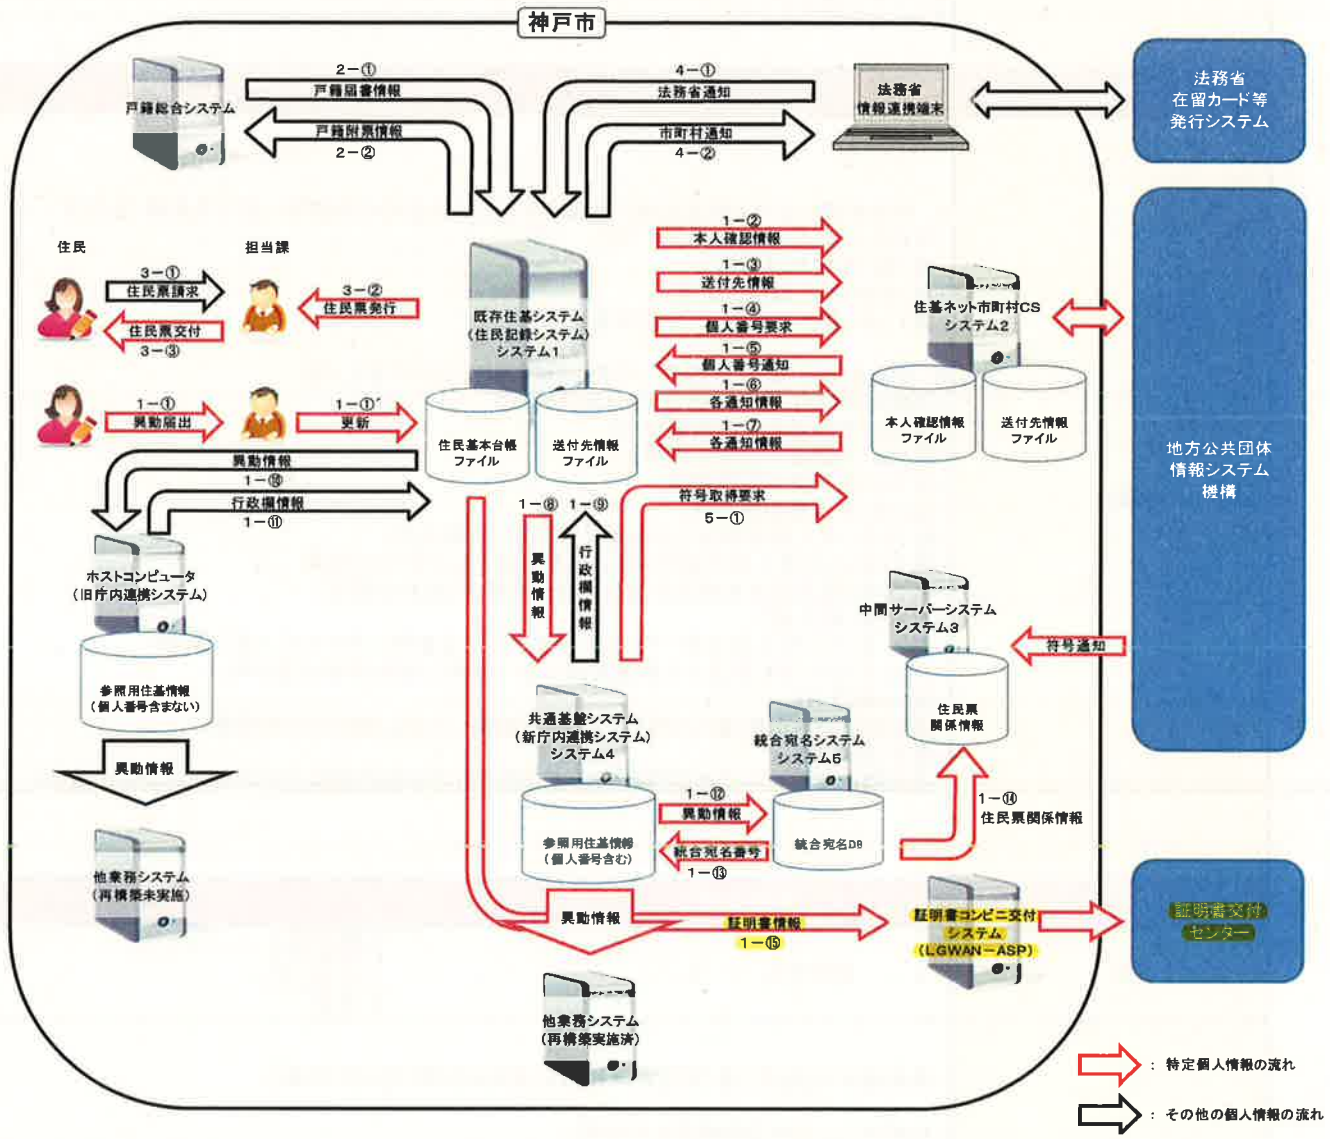 神戸市
戸籍総合システム
2－①
戸籍届書情報
戸籍附票情報
2－②
4－①
法務省通知
市町村通知
4－②
法務省
情報連携端末
法務省
在留カード等
発行システム
住民
担当課
3－①
住民票請求
住民票交付
3－③
3－②
住民票発行
1－①
異動届出
1－①´
更新
既存住基システム
(住民記録システム)
システム1
住民基本台帳
ファイル
送付先情報
ファイル
1－②
本人確認情報
1－③
送付先情報
1－④
個人番号要求
1－⑤
個人番号通知
1－⑥
各通知情報
1－⑦
各通知情報
住基ネット市町村CS
システム2
本人確認情報
ファイル
送付先情報
ファイル
地方公共団体
情報システム
機構
異動情報
1－⑩
行政欄情報
1－⑪
1－⑧
異動情報
1－⑨
行政欄情報
符号取得要求
5－①
ホストコンピュータ
(旧庁内連携システム)
参照用住基情報
(個人番号含まない)
異動情報
他業務システム
(再構築未実施)
中間サーバーシステム
システム3
住民票
関係情報
符号通知
共通基盤システム
(新庁内連携システム)
システム4
参照用住基情報
(個人番号含む)
1－⑫
異動情報
統合宛名番号
1－⑬
統合宛名システム
システム5
統合宛名DB
1－⑭
住民票関係情報
異動情報
証明書情報
1－⑮
証明書コンビニ交付
システム
(LGWAN－ASP)
証明書交付
センター
他業務システム
(再構築実施済)
：特定個人情報の流れ
：その他の個人情報の流れ